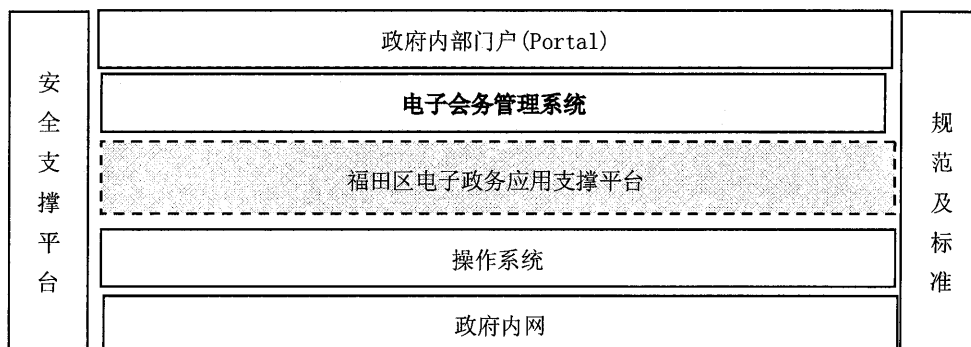 政府内部门户(Portal)
电子会务管理系统
福田区电子政务应用支撑平台
操作系统
政府内网
安全支撑平台
规范及标准